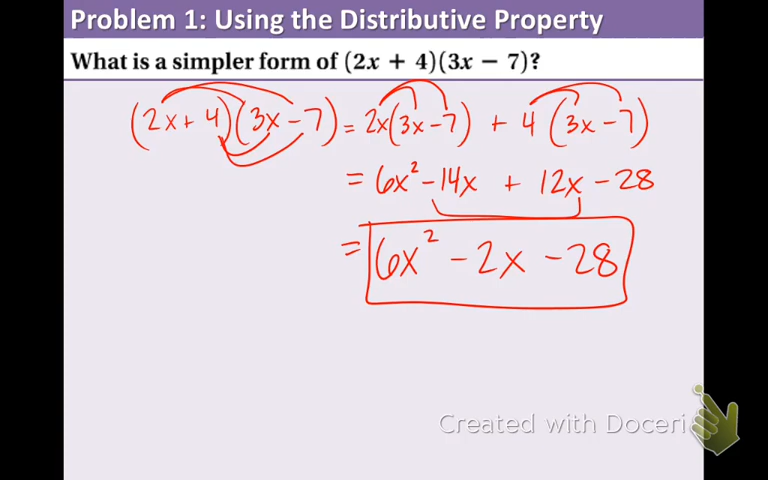 Problem 1: Using the Distributive Property
What is a simpler form of (2x + 4)(3x − 7)?
(2x + 4)(3x − 7) = 2x(3x − 7) + 4(3x − 7)
= 6x² − 14x + 12x − 28
= 6x² − 2x − 28
Created with Doceri